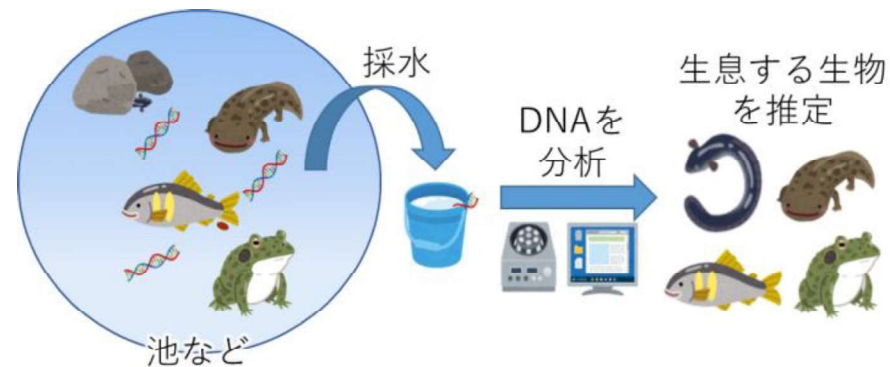 採水
DNAを
分析
生息する生物
を推定
池など